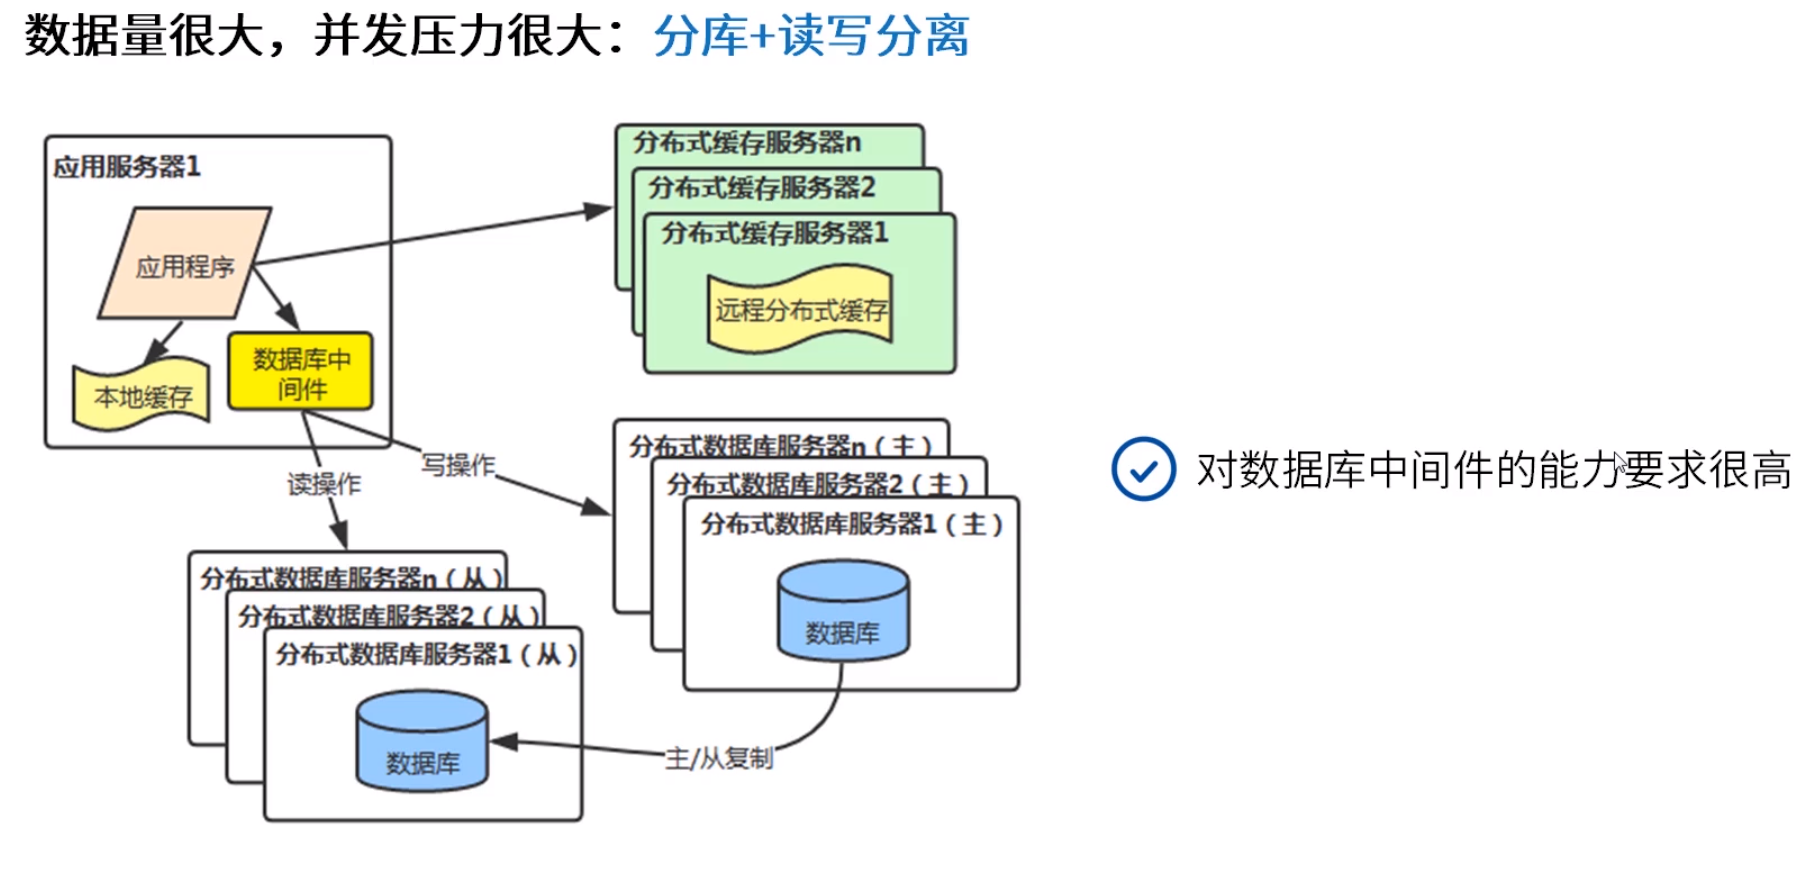 数据量很大，并发压力很大：分库+读写分离
应用服务器1
应用程序
本地缓存
数据库中
间件
分布式缓存服务器n
分布式缓存服务器2
分布式缓存服务器1
远程分布式缓存
读操作
写操作
分布式数据库服务器n（主）
分布式数据库服务器2（主）
分布式数据库服务器1（主）
数据库
分布式数据库服务器n（从）
分布式数据库服务器2（从）
分布式数据库服务器1（从）
数据库
主/从复制
对数据库中间件的能力要求很高